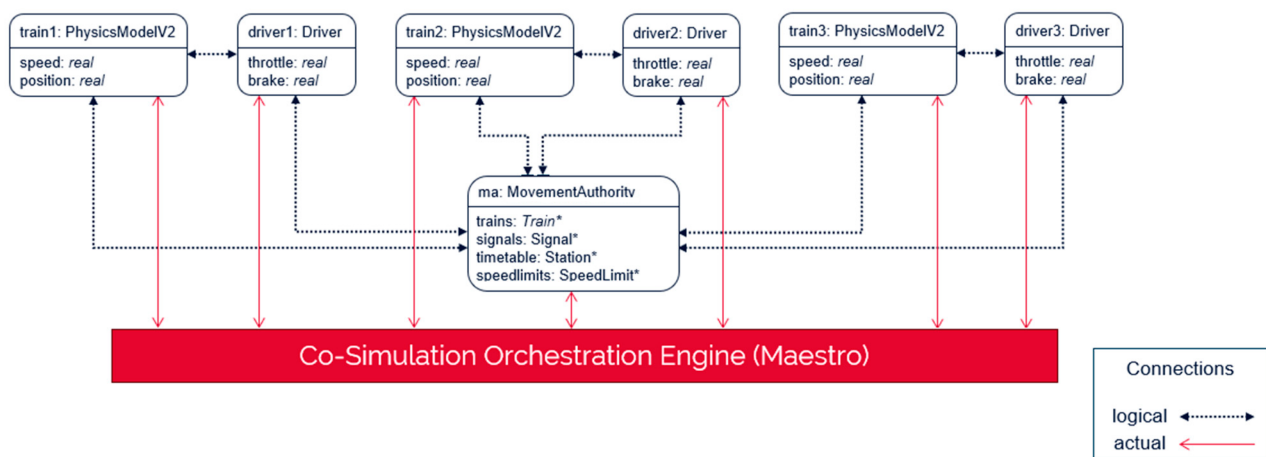 train1: PhysicsModelV2
speed: real
position: real
driver1: Driver
throttle: real
brake: real
train2: PhysicsModelV2
speed: real
position: real
driver2: Driver
throttle: real
brake: real
train3: PhysicsModelV2
speed: real
position: real
driver3: Driver
throttle: real
brake: real
ma: MovementAuthority
trains: Train*
signals: Signal*
timetable: Station*
speedlimits: SpeedLimit*
Co-Simulation Orchestration Engine (Maestro)
Connections
logical
actual